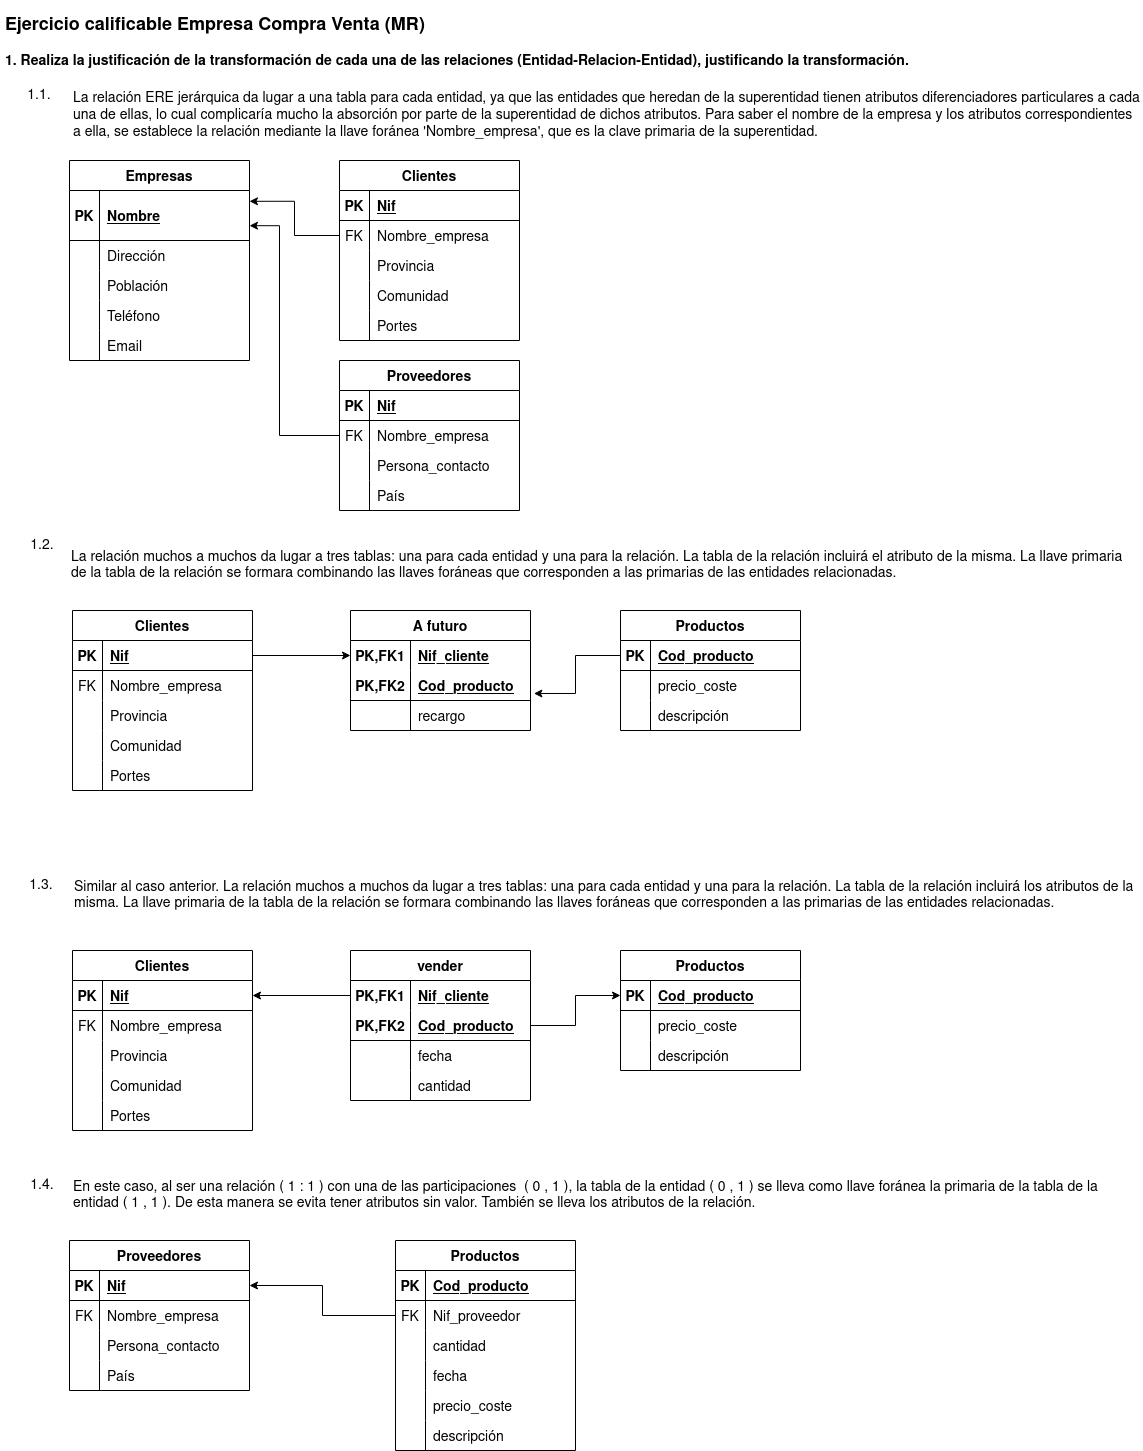 Ejercicio calificable Empresa Compra Venta (MR)
1. Realiza la justificación de la transformación de cada una de las relaciones (Entidad-Relacion-Entidad), justificando la transformación.
1.1.
La relación ERE jerárquica da lugar a una tabla para cada entidad, ya que las entidades que heredan de la superentidad tienen atributos diferenciadores particulares a cada
una de ellas, lo cual complicaría mucho la absorción por parte de la superentidad de dichos atributos. Para saber el nombre de la empresa y los atributos correspondientes
a ella, se establece la relación mediante la llave foránea 'Nombre_empresa', que es la clave primaria de la superentidad.
Empresas
PK Nombre
Dirección
Población
Teléfono
Email
Clientes
PK Nif
FK Nombre_empresa
Provincia
Comunidad
Portes
Proveedores
PK Nif
FK Nombre_empresa
Persona_contacto
País
1.2.
La relación muchos a muchos da lugar a tres tablas: una para cada entidad y una para la relación. La tabla de la relación incluirá el atributo de la misma. La llave primaria
de la tabla de la relación se formara combinando las llaves foráneas que corresponden a las primarias de las entidades relacionadas.
Clientes
PK Nif
FK Nombre_empresa
Provincia
Comunidad
Portes
A futuro
PK,FK1 Nif_cliente
PK,FK2 Cod_producto
recargo
Productos
PK Cod_producto
precio_coste
descripción
1.3.
Similar al caso anterior. La relación muchos a muchos da lugar a tres tablas: una para cada entidad y una para la relación. La tabla de la relación incluirá los atributos de la
misma. La llave primaria de la tabla de la relación se formara combinando las llaves foráneas que corresponden a las primarias de las entidades relacionadas.
Clientes
PK Nif
FK Nombre_empresa
Provincia
Comunidad
Portes
vender
PK,FK1 Nif_cliente
PK,FK2 Cod_producto
fecha
cantidad
Productos
PK Cod_producto
precio_coste
descripción
1.4.
En este caso, al ser una relación ( 1 : 1 ) con una de las participaciones  ( 0 , 1 ), la tabla de la entidad ( 0 , 1 ) se lleva como llave foránea la primaria de la tabla de la
entidad ( 1 , 1 ). De esta manera se evita tener atributos sin valor. También se lleva los atributos de la relación.
Proveedores
PK Nif
FK Nombre_empresa
Persona_contacto
País
Productos
PK Cod_producto
FK Nif_proveedor
cantidad
fecha
precio_coste
descripción